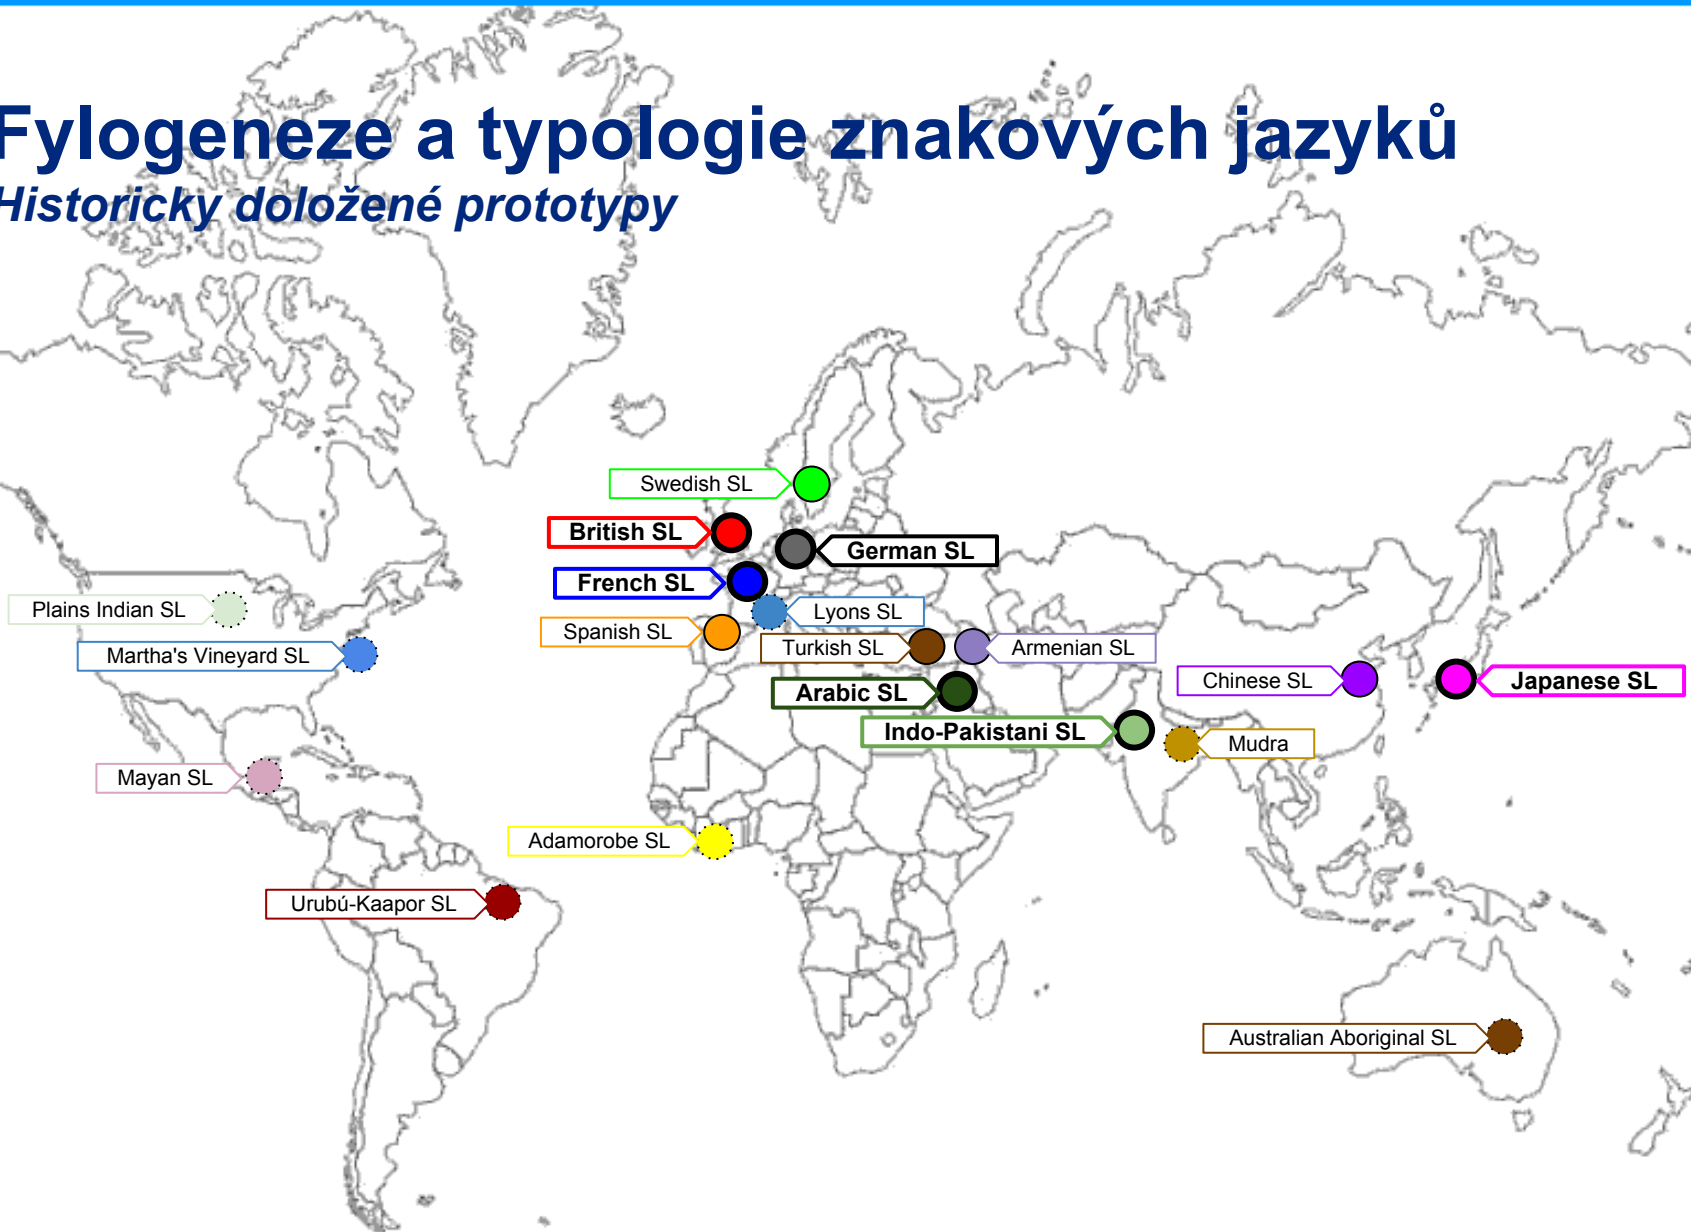 Fylogeneze a typologie znakových jazyků
Historicky doložené prototypy
Swedish SL
British SL
German SL
French SL
Plains Indian SL
Lyons SL
Spanish SL
Turkish SL
Armenian SL
Martha's Vineyard SL
Chinese SL
Japanese SL
Arabic SL
Indo-Pakistani SL
Mudra
Mayan SL
Adamorobe SL
Urubú-Kaapor SL
Australian Aboriginal SL